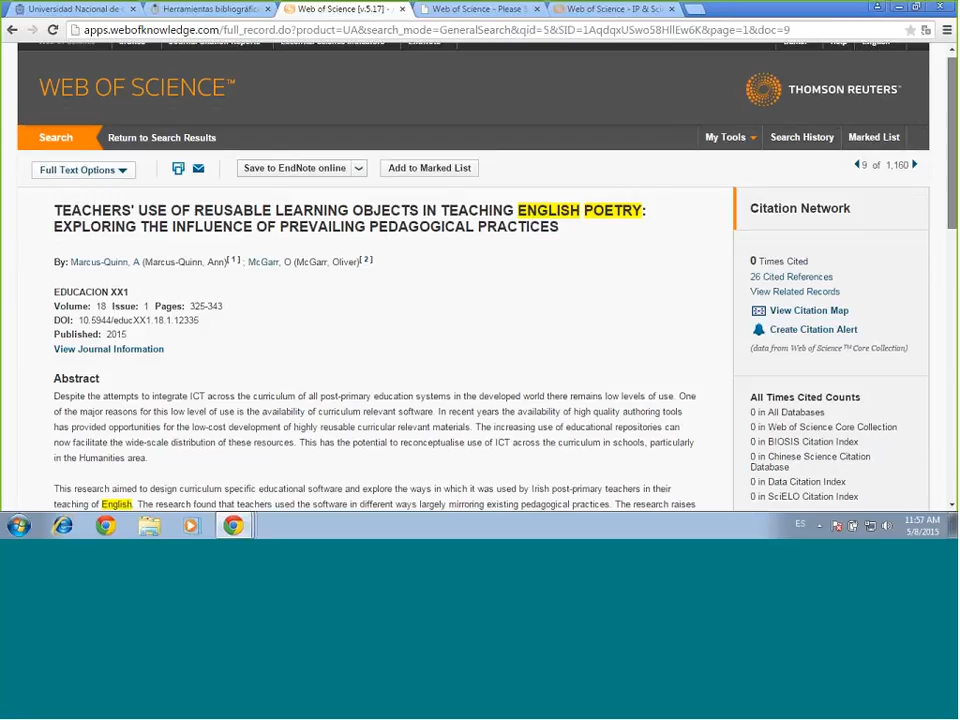 Universidad Nacional de
Herramientas bibliográfic
Web of Science [v.5.17] -
Web of Science - Please
Web of Science - IP &
apps.webofknowledge.com/full_record.do?product=UA&search_mode=GeneralSearch&qid=5&SID=1AqdqxUSwo58HllEw6K&page=1&doc=9
WEB OF SCIENCE™
THOMSON REUTERS™
Search
Return to Search Results
My Tools
Search History
Marked List
Full Text Options
Save to EndNote online
Add to Marked List
9 of 1,160
TEACHERS' USE OF REUSABLE LEARNING OBJECTS IN TEACHING ENGLISH POETRY:
EXPLORING THE INFLUENCE OF PREVAILING PEDAGOGICAL PRACTICES
By: Marcus-Quinn, A (Marcus-Quinn, Ann)[ 1 ] ; McGarr, O (McGarr, Oliver)[ 2 ]
EDUCACION XX1
Volume: 18 Issue: 1 Pages: 325-343
DOI: 10.5944/educXX1.18.1.12335
Published: 2015
View Journal Information
Abstract
Despite the attempts to integrate ICT across the curriculum of all post-primary education systems in the developed world there remains low levels of use. One
of the major reasons for this low level of use is the availability of curriculum relevant software. In recent years the availability of high quality authoring tools
has provided opportunities for the low-cost development of highly reusable curricular relevant materials. The increasing use of educational repositories can
now facilitate the wide-scale distribution of these resources. This has the potential to reconceptualise use of ICT across the curriculum in schools, particularly
in the Humanities area.
This research aimed to design curriculum specific educational software and explore the ways in which it was used by Irish post-primary teachers in their
teaching of English. The research found that teachers used the software in different ways largely mirroring existing pedagogical practices. The research raises
Citation Network
0 Times Cited
26 Cited References
View Related Records
View Citation Map
Create Citation Alert
(data from Web of Science™ Core Collection)
All Times Cited Counts
0 in All Databases
0 in Web of Science Core Collection
0 in BIOSIS Citation Index
0 in Chinese Science Citation
Database
0 in Data Citation Index
0 in SciELO Citation Index
ES
11:57 AM
5/8/2015